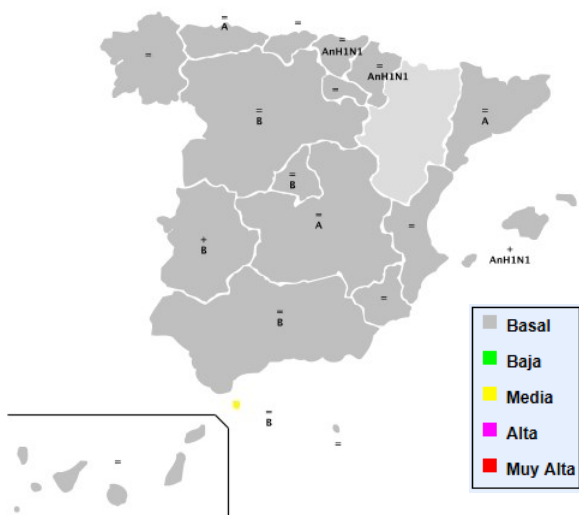 =
A
=
=
AnH1N1
=
=
AnH1N1
=
=
B
=
A
=
B
=
A
+
B
=
+
AnH1N1
=
=
B
=
B
=
=
Basal
Baja
Media
Alta
Muy Alta